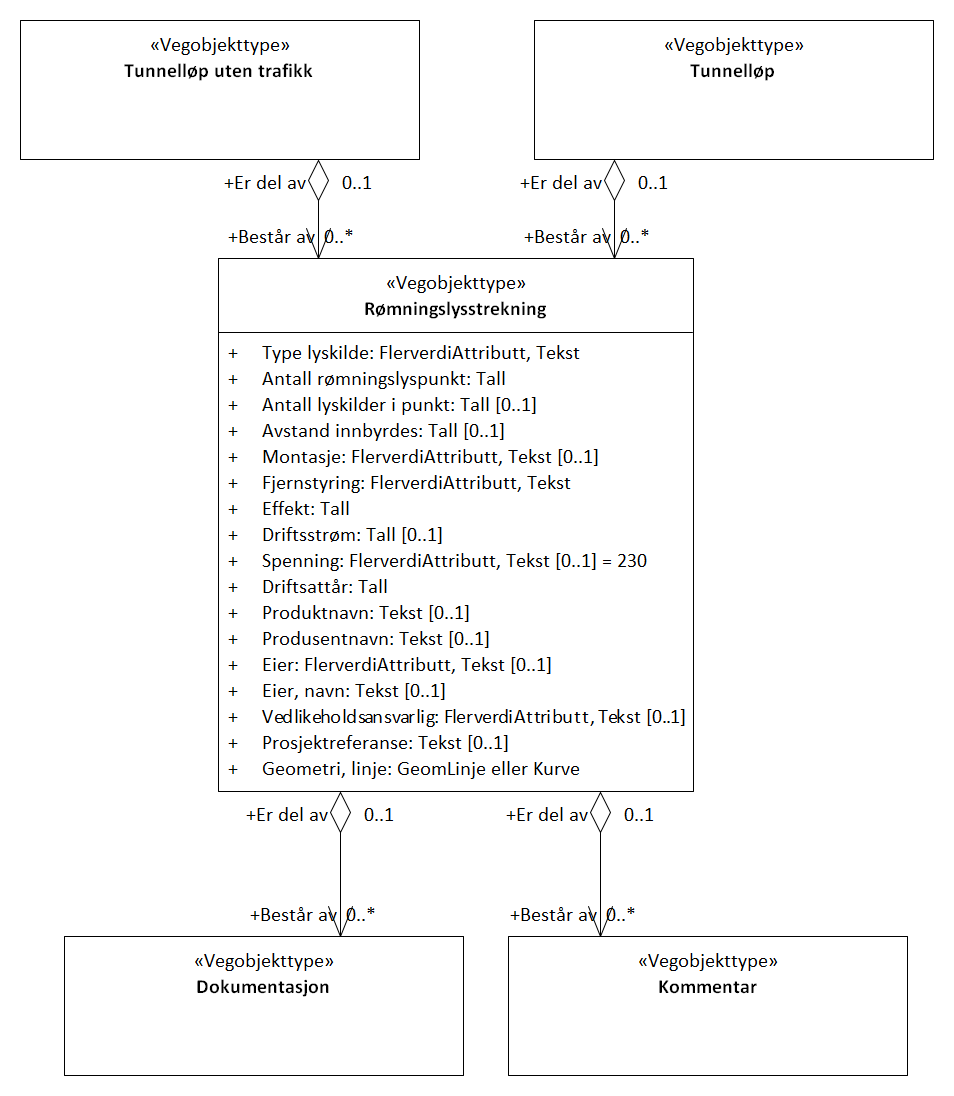 «Vegobjekttype»
Tunnelløp uten trafikk
«Vegobjekttype»
Tunnelløp
+Er del av 0..1
+Er del av 0..1
+Består av 0..*
+Består av 0..*
«Vegobjekttype»
Rømningslysstrekning
+ Type lyskilde: FlerverdiAttributt, Tekst
+ Antall rømningslyspunkt: Tall
+ Antall lyskilder i punkt: Tall [0..1]
+ Avstand innbyrdes: Tall [0..1]
+ Montasje: FlerverdiAttributt, Tekst [0..1]
+ Fjernstyring: FlerverdiAttributt, Tekst
+ Effekt: Tall
+ Driftsstrøm: Tall [0..1]
+ Spenning: FlerverdiAttributt, Tekst [0..1] = 230
+ Driftsattår: Tall
+ Produktnavn: Tekst [0..1]
+ Produsentnavn: Tekst [0..1]
+ Eier: FlerverdiAttributt, Tekst [0..1]
+ Eier, navn: Tekst [0..1]
+ Vedlikeholdsansvarlig: FlerverdiAttributt, Tekst [0..1]
+ Prosjektreferanse: Tekst [0..1]
+ Geometri, linje: GeomLinje eller Kurve
+Er del av 0..1
+Er del av 0..1
+Består av 0..*
+Består av 0..*
«Vegobjekttype»
Dokumentasjon
«Vegobjekttype»
Kommentar